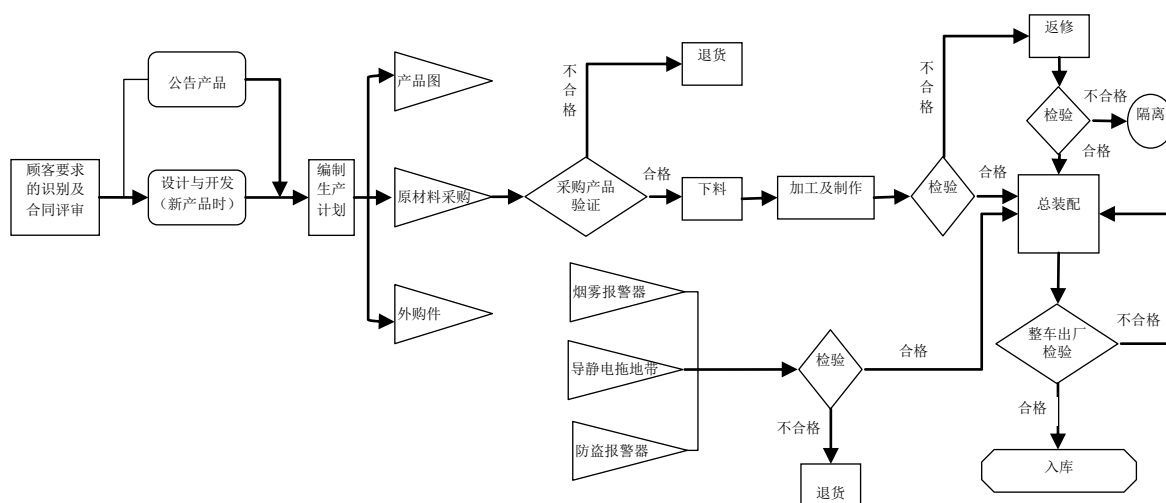 顾客要求
的识别及
合同评审
公告产品
设计与开发
（新产品时）
编制
生产
计划
产品图
原材料采购
外购件
不
合
格
退货
采购产品
验证
合格
下料
加工及制作
不
合
格
检验
合格
返修
检验
不合格
隔离
合格
总装配
烟雾报警器
导静电拖地带
防盗报警器
检验
合格
不合格
退货
整车出厂
检验
不合格
合格
入库